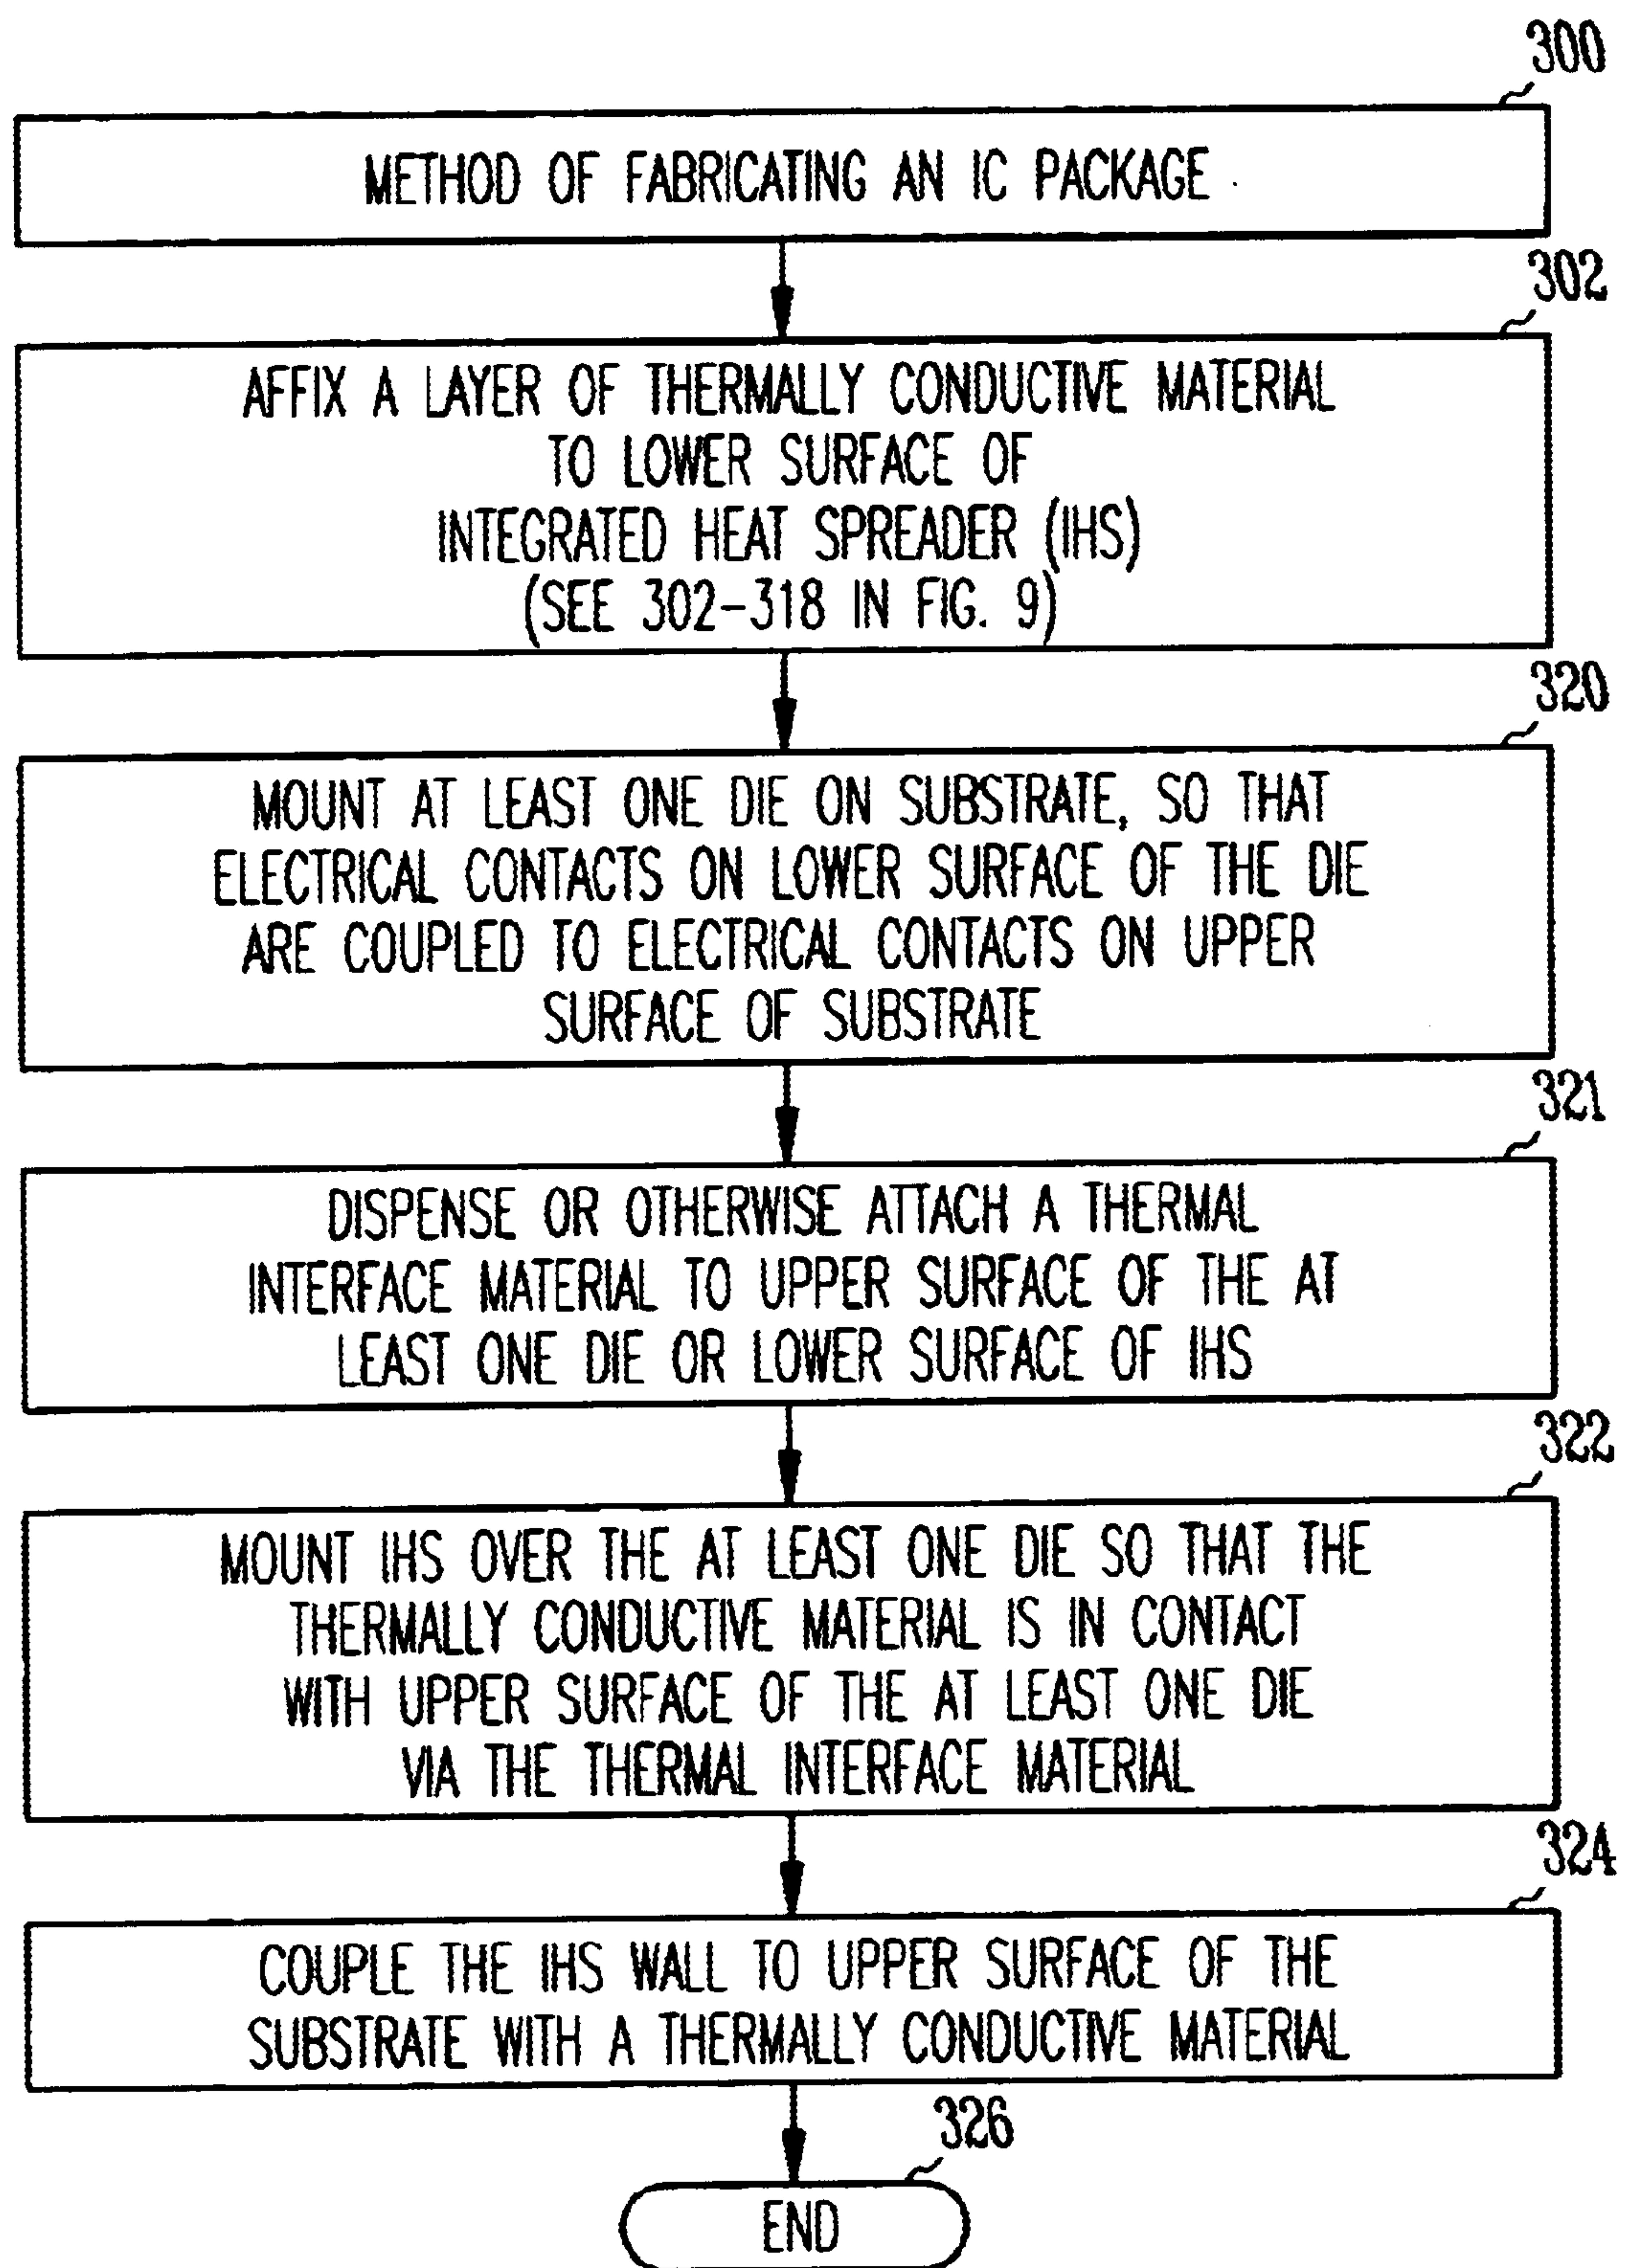 300
METHOD OF FABRICATING AN IC PACKAGE
302
AFFIX A LAYER OF THERMALLY CONDUCTIVE MATERIAL
TO LOWER SURFACE OF
INTEGRATED HEAT SPREADER (IHS)
(SEE 302-318 IN FIG. 9)
320
MOUNT AT LEAST ONE DIE ON SUBSTRATE, SO THAT
ELECTRICAL CONTACTS ON LOWER SURFACE OF THE DIE
ARE COUPLED TO ELECTRICAL CONTACTS ON UPPER
SURFACE OF SUBSTRATE
321
DISPENSE OR OTHERWISE ATTACH A THERMAL
INTERFACE MATERIAL TO UPPER SURFACE OF THE AT
LEAST ONE DIE OR LOWER SURFACE OF IHS
322
MOUNT IHS OVER THE AT LEAST ONE DIE SO THAT THE
THERMALLY CONDUCTIVE MATERIAL IS IN CONTACT
WITH UPPER SURFACE OF THE AT LEAST ONE DIE
VIA THE THERMAL INTERFACE MATERIAL
324
COUPLE THE IHS WALL TO UPPER SURFACE OF THE
SUBSTRATE WITH A THERMALLY CONDUCTIVE MATERIAL
326
END